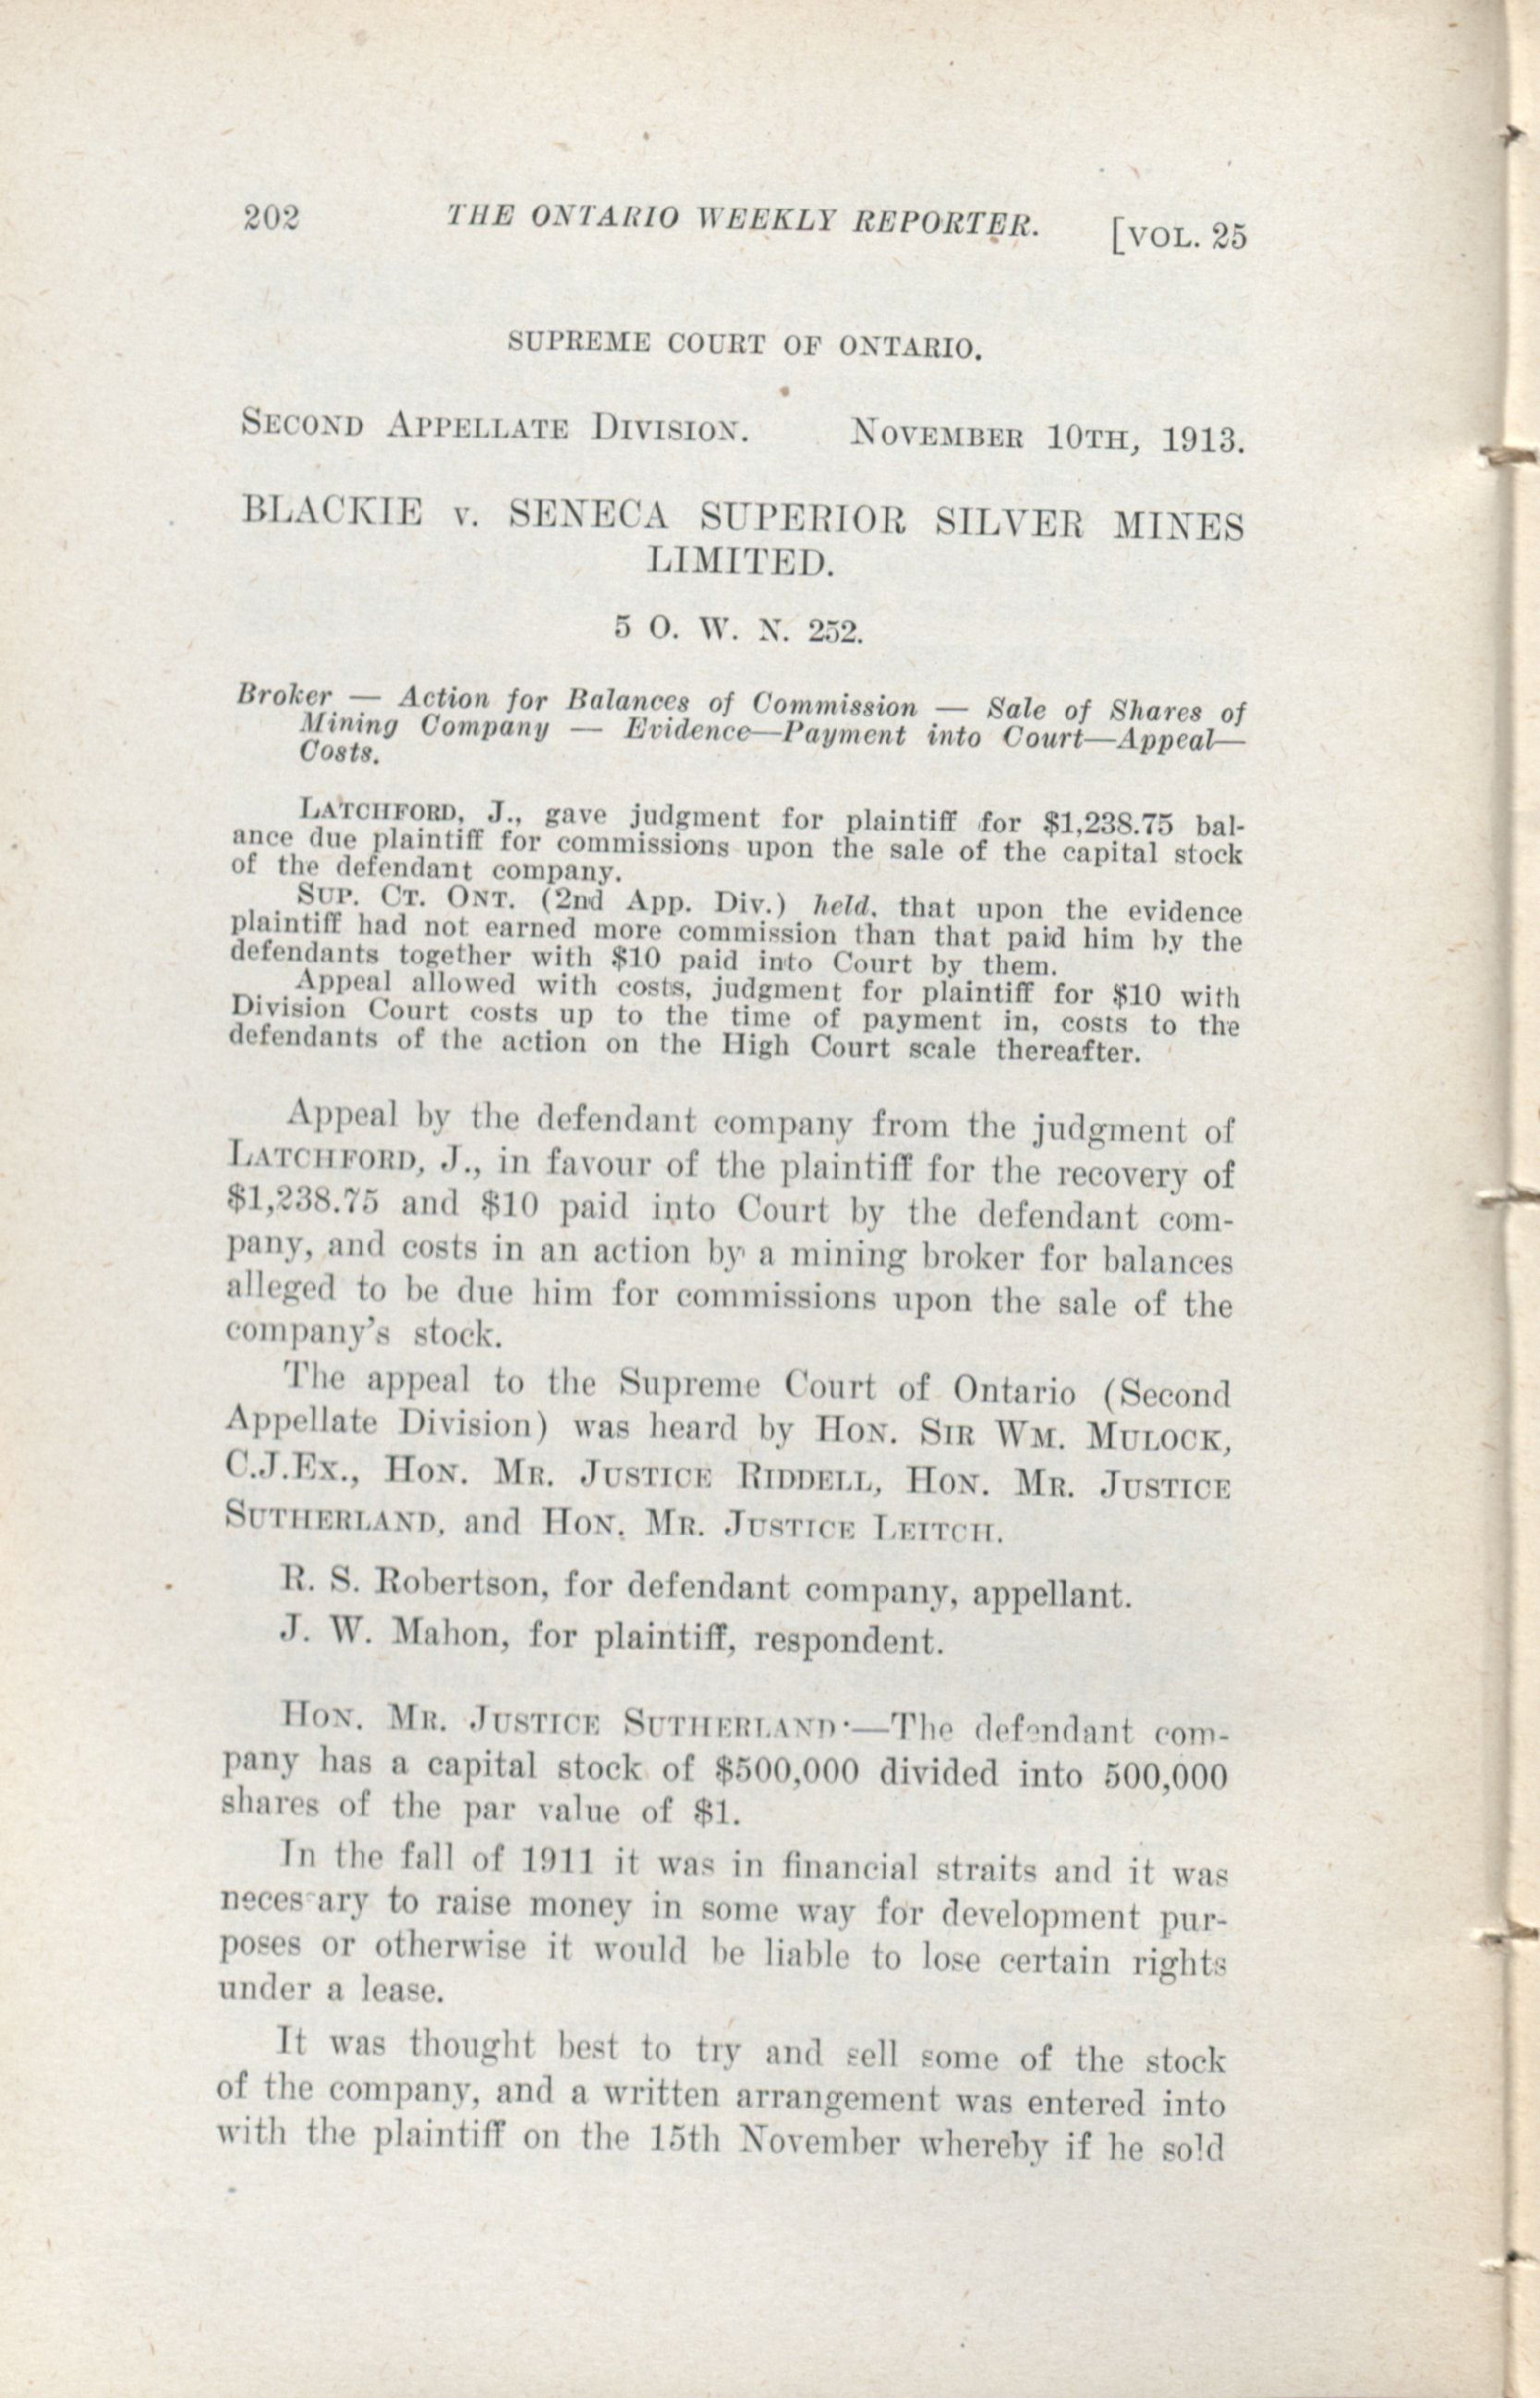 202 THE ONTARIO WEEKLY REPORTER. [VOL. 25
SUPREME COURT OF ONTARIO.
SECOND APPELLATE DIVISION. NOVEMBER 10TH, 1913.
BLACKIE v. SENECA SUPERIOR SILVER MINES
LIMITED.
5 O. W. N. 252.
Broker — Action for Balances of Commission — Sale of Shares of
Mining Company — Evidence—Payment into Court—Appeal—
Costs.
LATCHFORD, J., gave judgment for plaintiff for $1,238.75 bal-
ance due plaintiff for commissions upon the sale of the capital stock
of the defendant company.
SUP. CT. ONT. (2nd App. Div.) held, that upon the evidence
plaintiff had not earned more commission than that paid him by the
defendants together with $10 paid into Court by them.
Appeal allowed with costs, judgment for plaintiff for $10 with
Division Court costs up to the time of payment in, costs to the
defendants of the action on the High Court scale thereafter.
Appeal by the defendant company from the judgment of
LATCHFORD, J., in favour of the plaintiff for the recovery of
$1,238.75 and $10 paid into Court by the defendant com-
pany, and costs in an action by a mining broker for balances
alleged to be due him for commissions upon the sale of the
company's stock.
The appeal to the Supreme Court of Ontario (Second
Appellate Division) was heard by HON. SIR WM. MULOCK,
C.J.EX., HON. MR. JUSTICE RIDDELL, HON. MR. JUSTICE
SUTHERLAND, and HON. MR. JUSTICE LEITCH.
R. S. Robertson, for defendant company, appellant.
J. W. Mahon, for plaintiff, respondent.
HON. MR. JUSTICE SUTHERLAND:—The defendant com-
pany has a capital stock of $500,000 divided into 500,000
shares of the par value of $1.
In the fall of 1911 it was in financial straits and it was
necessary to raise money in some way for development pur-
poses or otherwise it would be liable to lose certain rights
under a lease.
It was thought best to try and sell some of the stock
of the company, and a written arrangement was entered into
with the plaintiff on the 15th November whereby if he sold